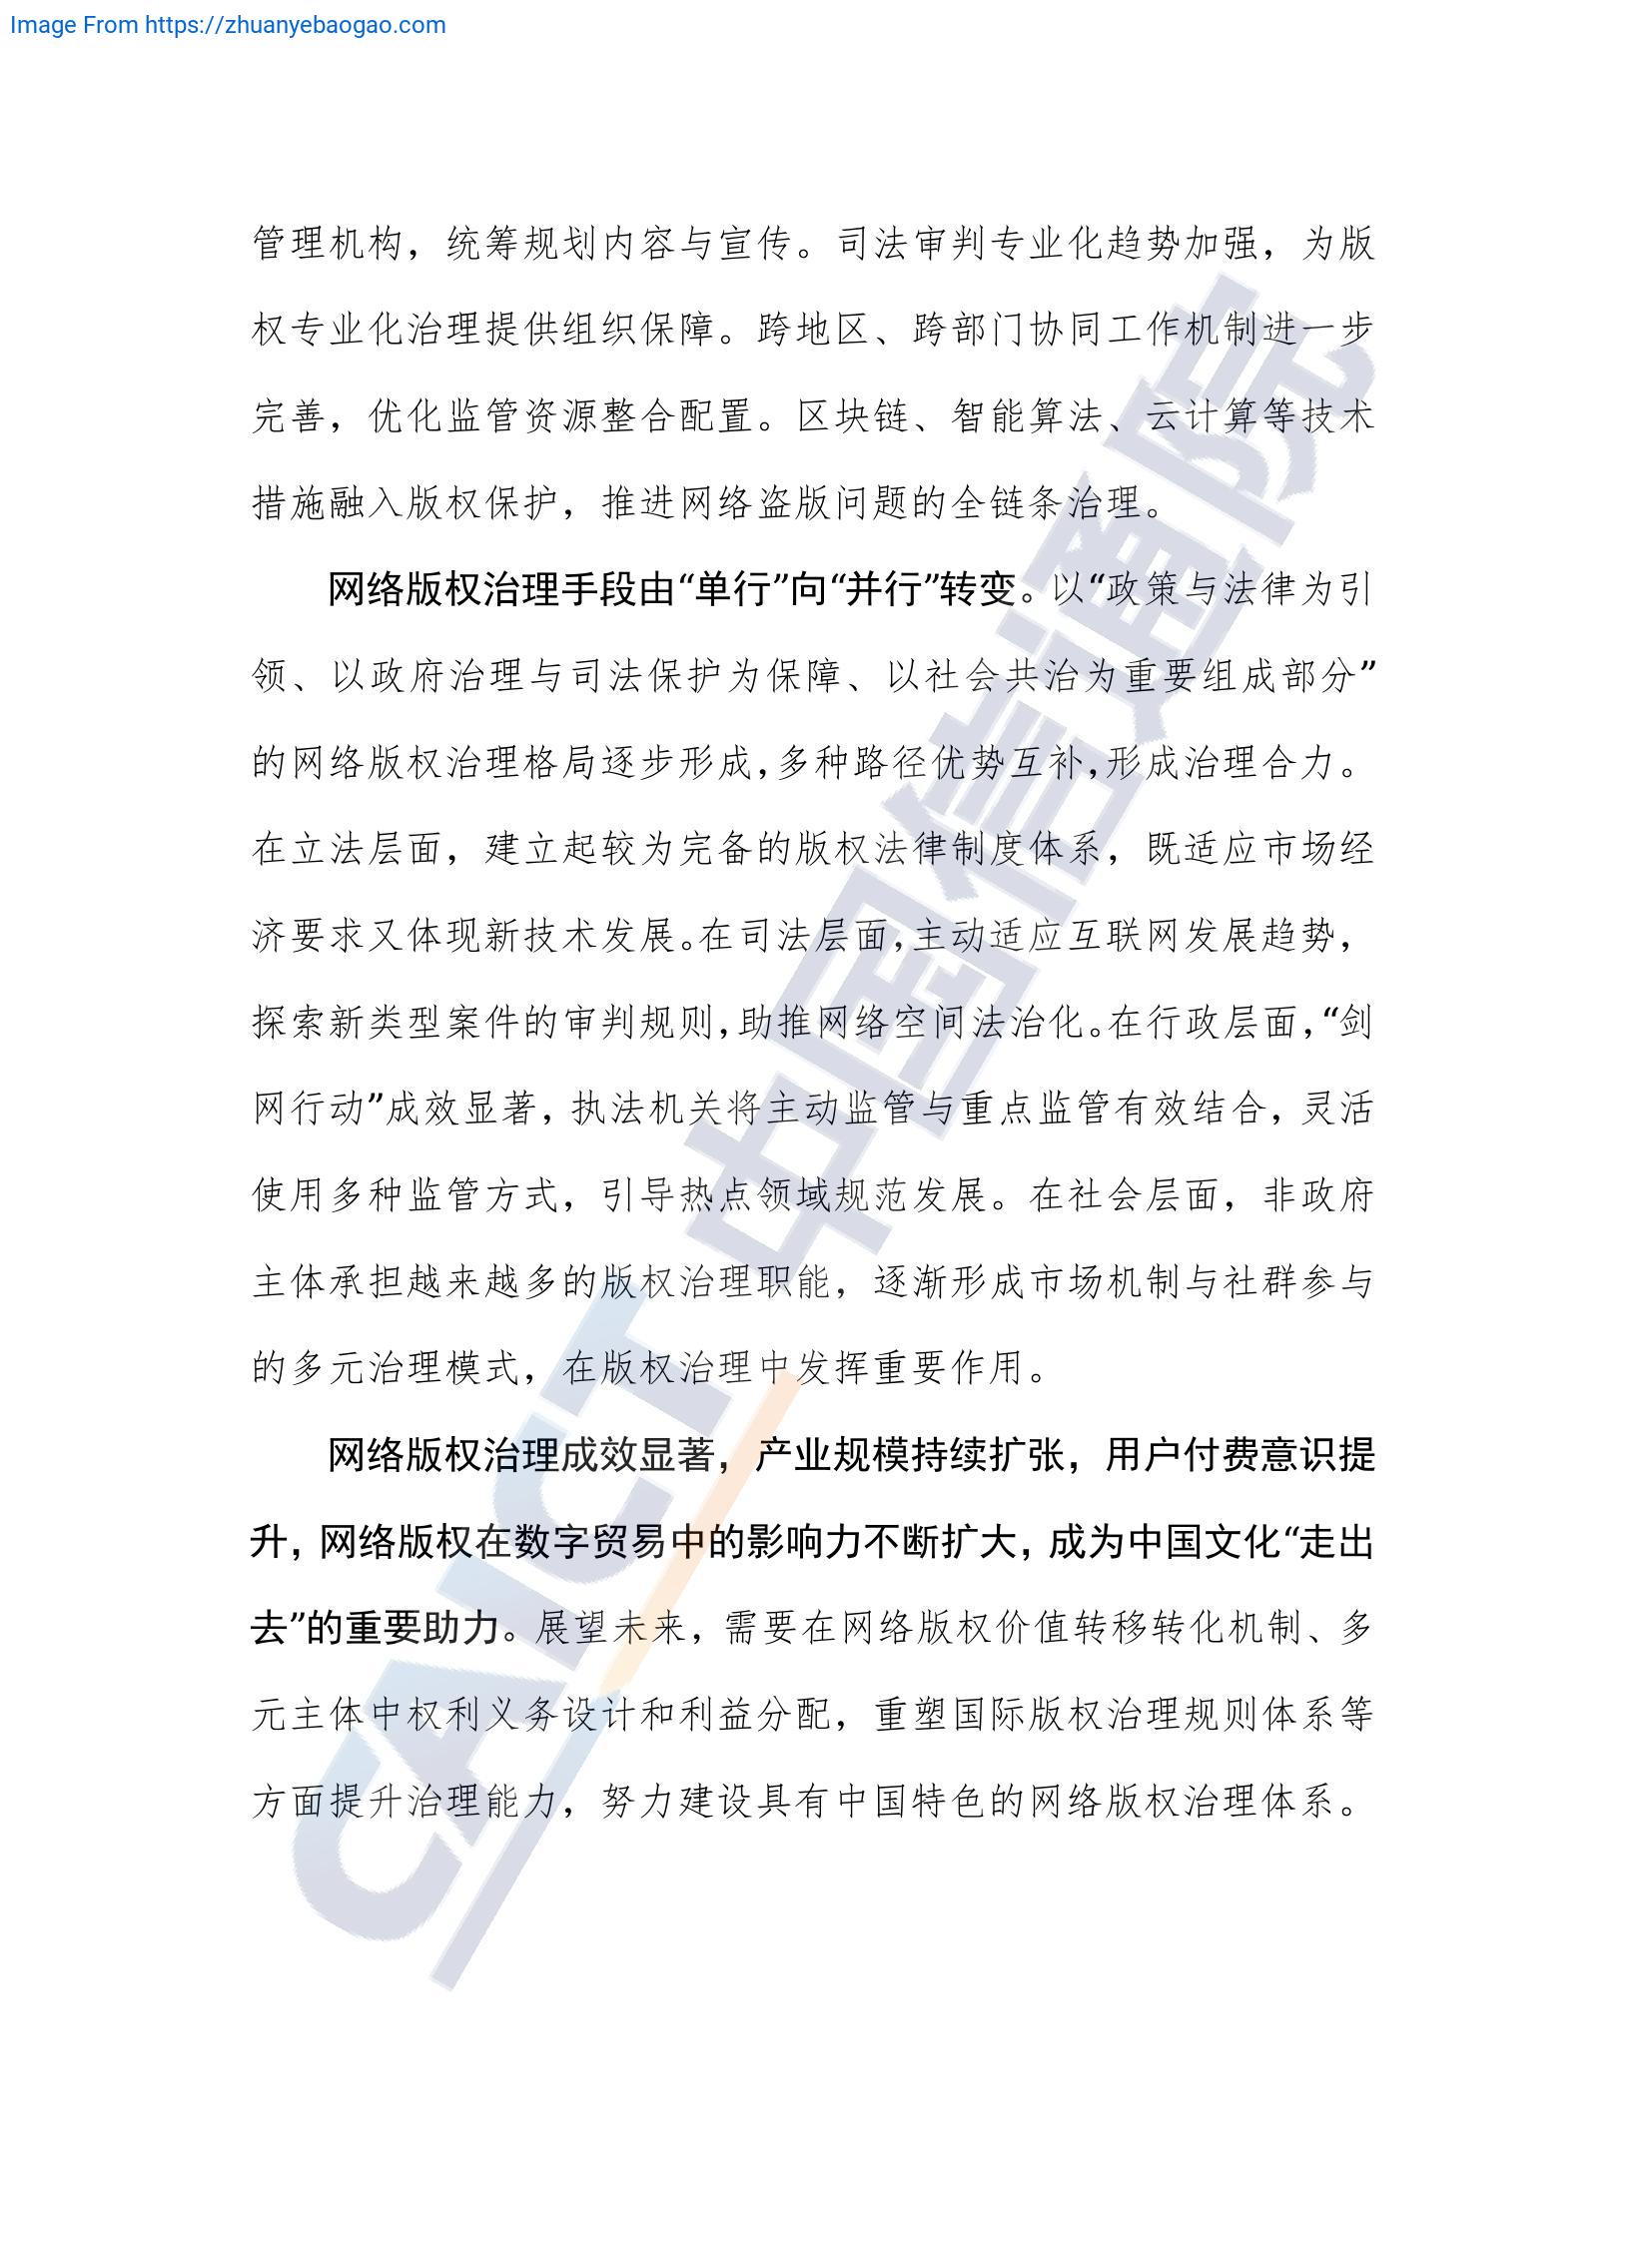 Image From https://zhuanyebaogao.com
管理机构，统筹规划内容与宣传。司法审判专业化趋势加强，为版
权专业化治理提供组织保障。跨地区、跨部门协同工作机制进一步
完善，优化监管资源整合配置。区块链、智能算法、云计算等技术
措施融入版权保护，推进网络盗版问题的全链条治理。
网络版权治理手段由“单行”向“并行”转变。以“政策与法律为引
领、以政府治理与司法保护为保障、以社会共治为重要组成部分”
的网络版权治理格局逐步形成，多种路径优势互补，形成治理合力。
在立法层面，建立起较为完备的版权法律制度体系，既适应市场经
济要求又体现新技术发展。在司法层面，主动适应互联网发展趋势，
探索新类型案件的审判规则，助推网络空间法治化。在行政层面，“剑
网行动”成效显著，执法机关将主动监管与重点监管有效结合，灵活
使用多种监管方式，引导热点领域规范发展。在社会层面，非政府
主体承担越来越多的版权治理职能，逐渐形成市场机制与社群参与
的多元治理模式，在版权治理中发挥重要作用。
网络版权治理成效显著，产业规模持续扩张，用户付费意识提
升，网络版权在数字贸易中的影响力不断扩大，成为中国文化“走出
去”的重要助力。展望未来，需要在网络版权价值转移转化机制、多
元主体中权利义务设计和利益分配，重塑国际版权治理规则体系等
方面提升治理能力，努力建设具有中国特色的网络版权治理体系。
CAICT 中国信通院